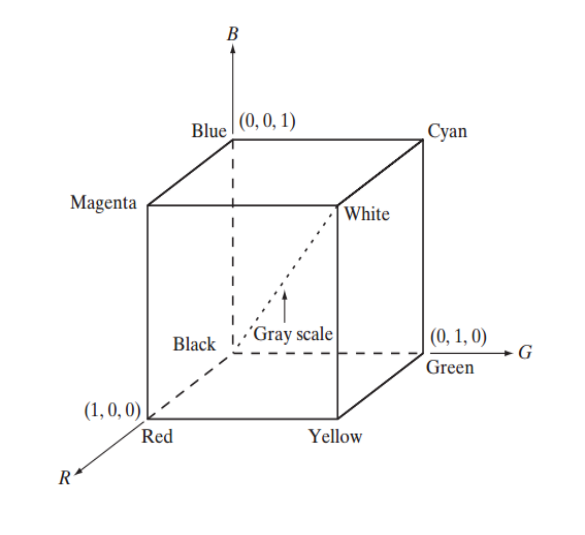 B
Blue (0, 0, 1)
Cyan
Magenta
White
Gray scale
Black
(0, 1, 0)
G
Green
(1, 0, 0)
Red
Yellow
R